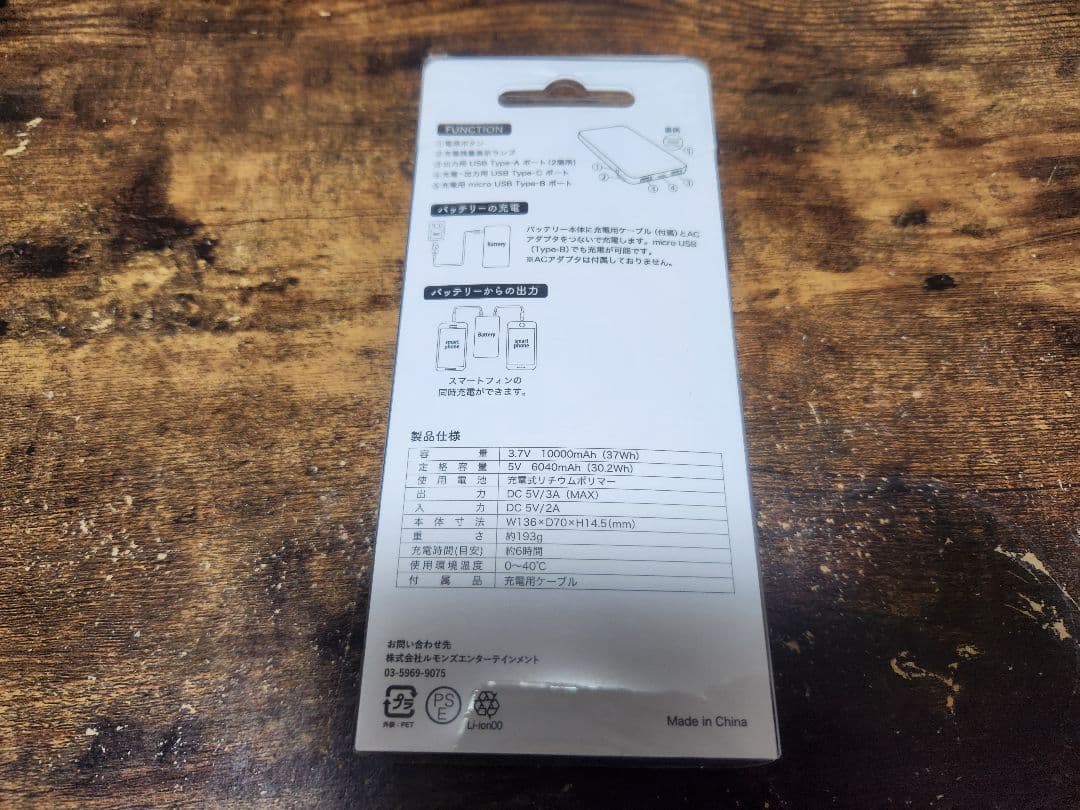 FUNCTION
①電源ボタン
②充電残量表示ランプ
③出力用 USB Type-A ポート (2箇所)
④充電・出力用 USB Type-C ポート
⑤充電用 micro USB Type-B ポート
① ② ⑤ ④ ③
バッテリーの充電
Battery
バッテリー本体に充電用ケーブル (付属) とAC
アダプタをつないで充電します。micro USB
(Type-B) でも充電が可能です。
※ACアダプタは付属しておりません。
バッテリーからの出力
smart phone
Battery
smart phone
スマートフォンの
同時充電ができます。
製品仕様
容量 3.7V 10000mAh (37Wh)
定格容量 5V 6040mAh (30.2Wh)
使用電池 充電式リチウムポリマー
出力 DC 5V/3A (MAX)
入力 DC 5V/2A
本体寸法 W136×D70×H14.5(mm)
重さ 約193g
充電時間(目安) 約6時間
使用環境温度 0～40℃
付属品 充電用ケーブル
お問い合わせ先
株式会社ルモンズエンターテインメント
03-5969-9075
プラ
外装：PET
PSE
Li-ion00
Made in China